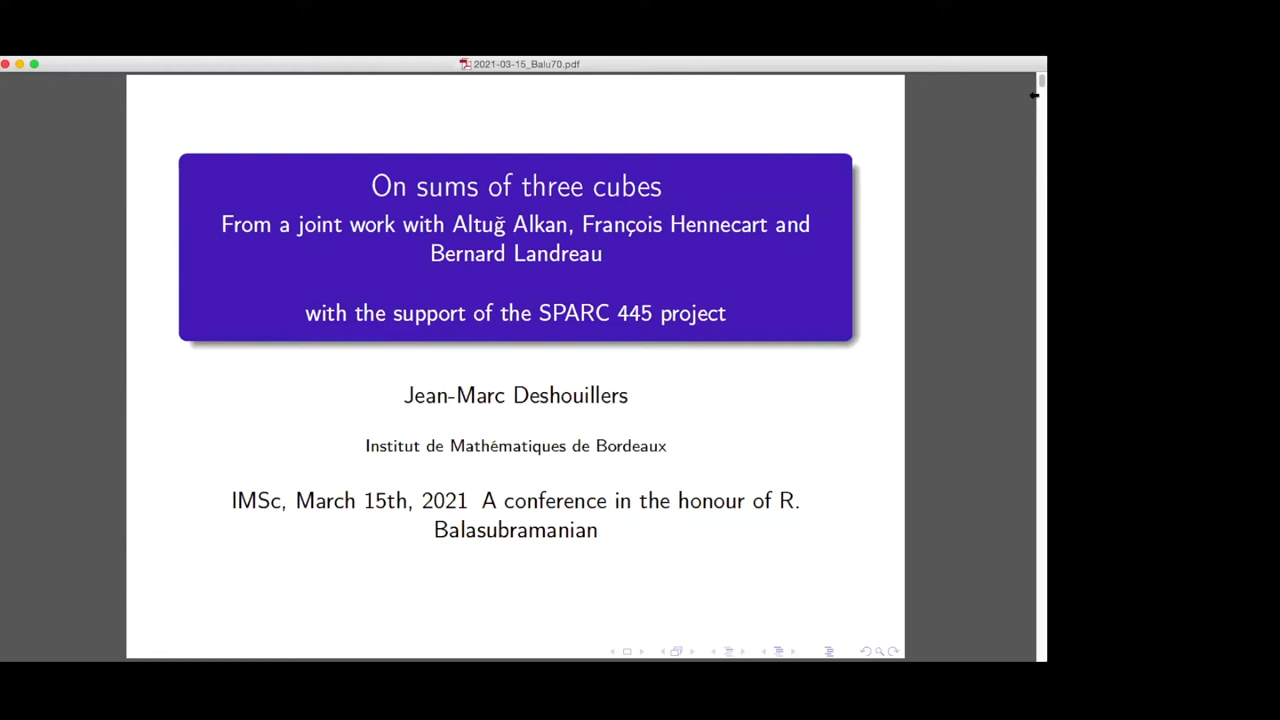 2021-03-15_Balu70.pdf
On sums of three cubes
From a joint work with Altuğ Alkan, François Hennecart and
Bernard Landreau
with the support of the SPARC 445 project
Jean-Marc Deshouillers
Institut de Mathématiques de Bordeaux
IMSc, March 15th, 2021 A conference in the honour of R.
Balasubramanian